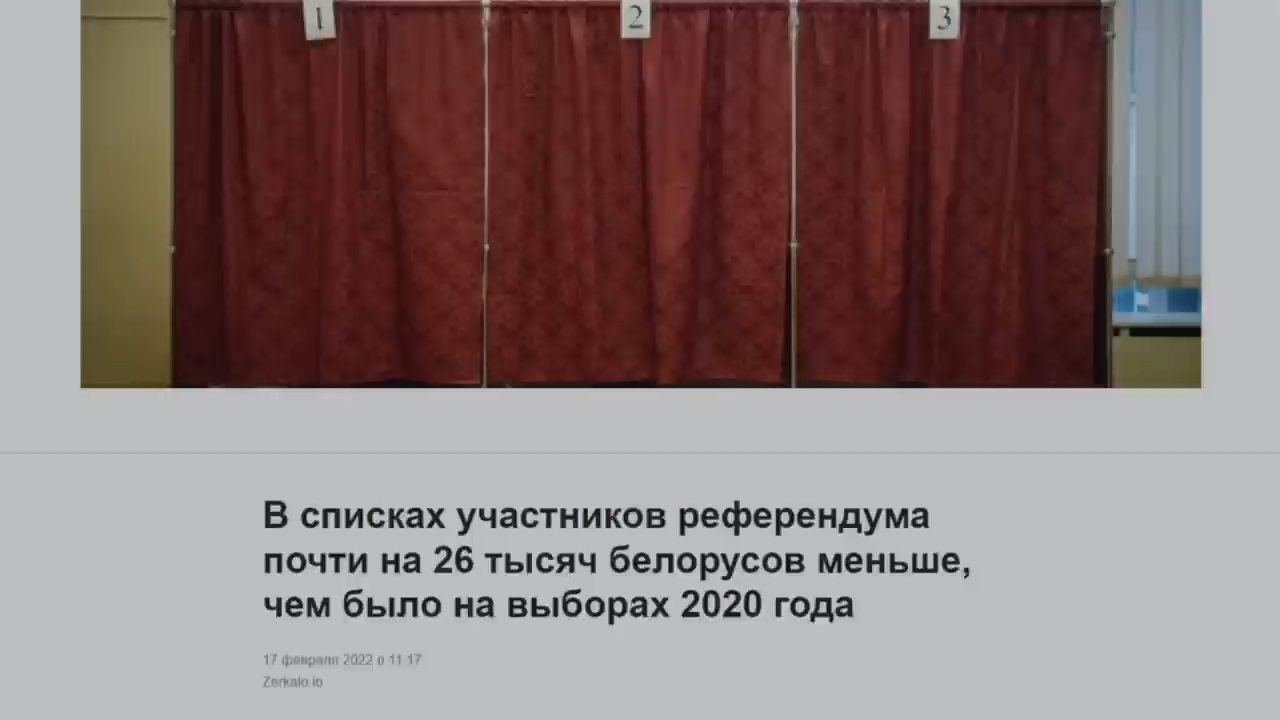 1 2 3
В списках участников референдума
почти на 26 тысяч белорусов меньше,
чем было на выборах 2020 года
17 февраля 2022 в 11:17
Zerkalo.io